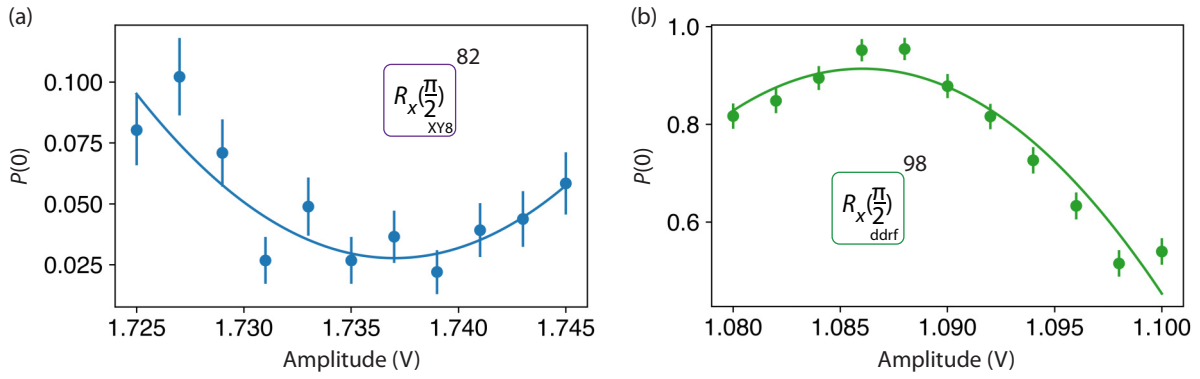 (a)
P(0)
0.100
0.075
0.050
0.025
82
Rx(π/2)
XY8
1.725 1.730 1.735 1.740 1.745
Amplitude (V)
(b)
P(0)
1.0
0.8
0.6
98
Rx(π/2)
ddrf
1.080 1.085 1.090 1.095 1.100
Amplitude (V)